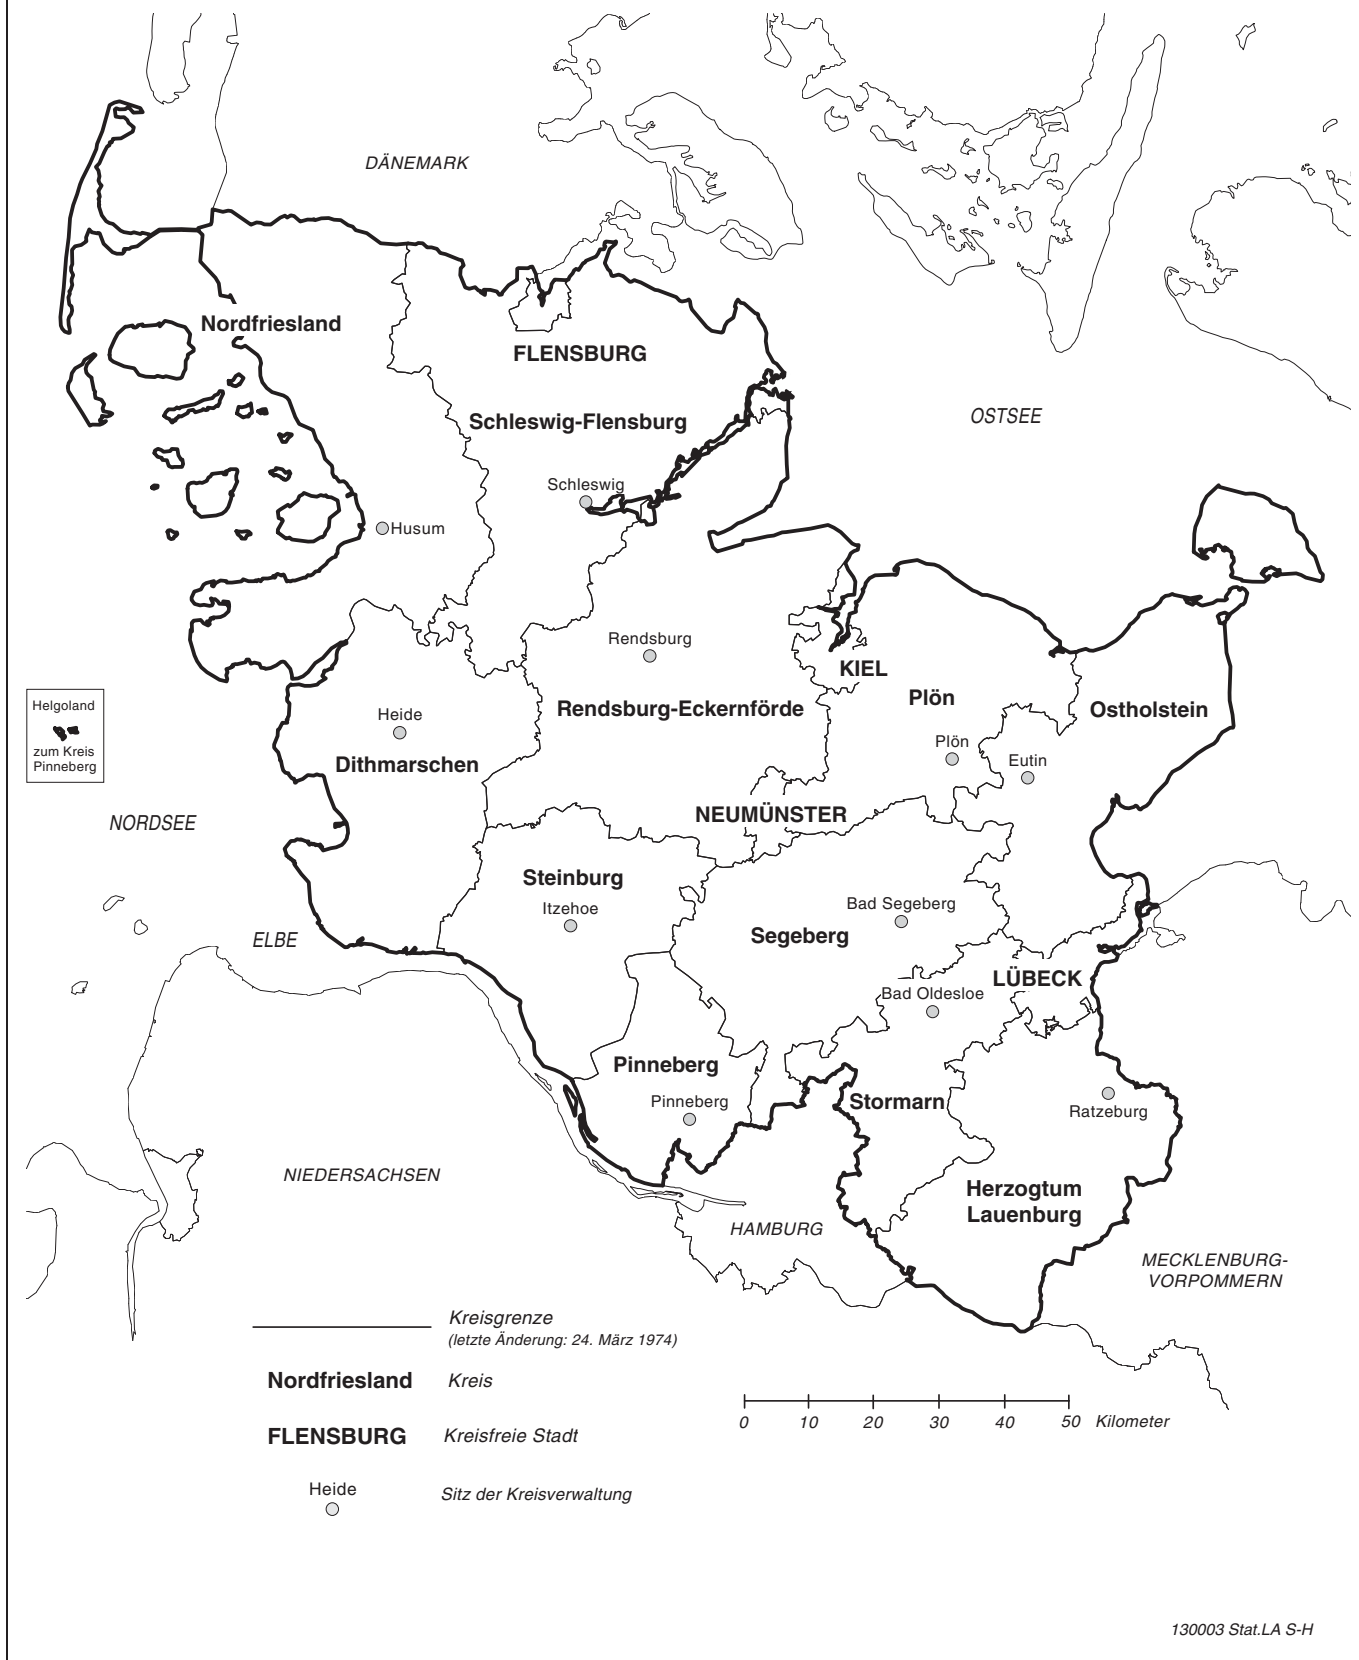 DÄNEMARK
Nordfriesland
FLENSBURG
OSTSEE
Schleswig-Flensburg
Schleswig
Husum
Rendsburg
KIEL
Plön
Rendsburg-Eckernförde
Ostholstein
Helgoland
zum Kreis
Pinneberg
Heide
Dithmarschen
Plön
Eutin
NORDSEE
NEUMÜNSTER
Steinburg
Itzehoe
Bad Segeberg
Segeberg
ELBE
LÜBECK
Bad Oldesloe
Pinneberg
Pinneberg
Stormarn
Ratzeburg
NIEDERSACHSEN
Herzogtum
Lauenburg
HAMBURG
MECKLENBURG-
VORPOMMERN
Kreisgrenze
(letzte Änderung: 24. März 1974)
Nordfriesland Kreis
FLENSBURG Kreisfreie Stadt
Heide Sitz der Kreisverwaltung
0 10 20 30 40 50 Kilometer
130003 Stat.LA S-H